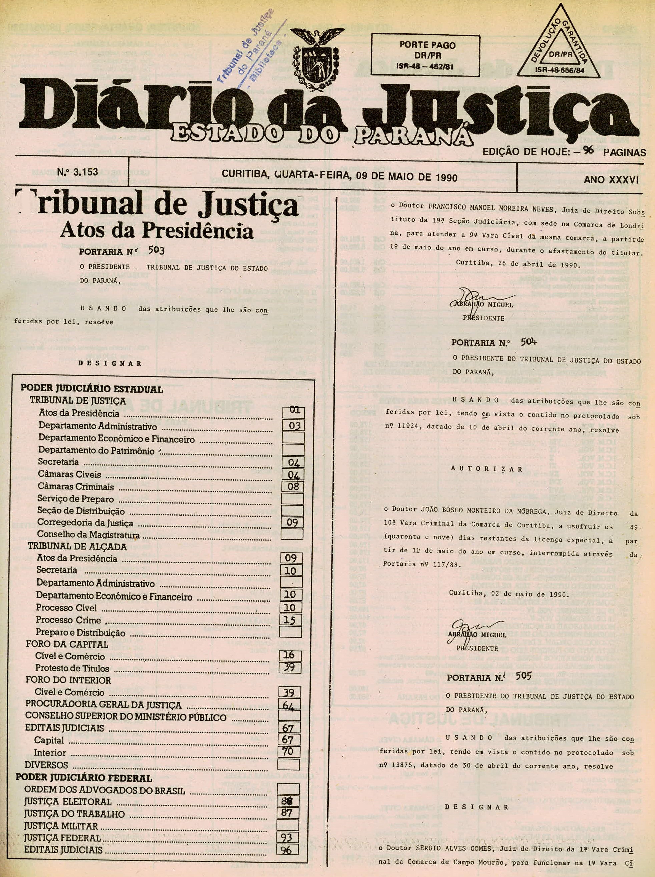 Tribunal de Justiça
do Paraná
- Biblioteca -
PORTE PAGO
DR/PR
ISR-48 - 462/81
DEVOLUÇÃO GARANTIDA
DR/PR
ISR-48-556/84
Diário da Justiça
ESTADO DO PARANÁ
EDIÇÃO DE HOJE: - 96 PAGINAS
N.º 3.153
CURITIBA, QUARTA-FEIRA, 09 DE MAIO DE 1990
ANO XXXVI
Tribunal de Justiça
Atos da Presidência
PORTARIA Nº 503
O PRESIDENTE TRIBUNAL DE JUSTIÇA DO ESTADO
DO PARANÁ,
U S A N D O das atribuições que lhe são con
feridas por lei, resolve
D E S I G N A R
PODER JUDICIÁRIO ESTADUAL
TRIBUNAL DE JUSTIÇA
Atos da Presidência 01
Departamento Administrativo 03
Departamento Econômico e Financeiro
Departamento do Patrimônio
Secretaria 04
Câmaras Cíveis 04
Câmaras Criminais 08
Serviço de Preparo
Seção de Distribuição
Corregedoria da Justiça 09
Conselho da Magistratura
TRIBUNAL DE ALÇADA
Atos da Presidência 09
Secretaria 10
Departamento Administrativo
Departamento Econômico e Financeiro 10
Processo Cível 10
Processo Crime 15
Preparo e Distribuição
FORO DA CAPITAL
Cível e Comércio 16
Protesto de Títulos 39
FORO DO INTERIOR
Cível e Comércio 39
PROCURADORIA GERAL DA JUSTIÇA 64
CONSELHO SUPERIOR DO MINISTÉRIO PÚBLICO
EDITAIS JUDICIAIS 67
Capital 67
Interior 70
DIVERSOS
PODER JUDICIÁRIO FEDERAL
ORDEM DOS ADVOGADOS DO BRASIL
JUSTIÇA ELEITORAL
JUSTIÇA DO TRABALHO 87
JUSTIÇA MILITAR
JUSTIÇA FEDERAL 93
EDITAIS JUDICIAIS 96
o Doutor FRANCISCO MANOEL MOREIRA NEVES, Juiz de Direito Subs
tituto da 19ª Seção Judiciária, com sede na Comarca de Londri
na, para atender a 9ª Vara Cível da mesma comarca, a partir de
18 de maio do ano em curso, durante o afastamento do titular.
Curitiba, 26 de abril de 1990.
ABRAHÃO MIGUEL
PRESIDENTE
PORTARIA N.º 504
O PRESIDENTE DO TRIBUNAL DE JUSTIÇA DO ESTADO
DO PARANÁ,
U S A N D O das atribuições que lhe são con
feridas por lei, tendo em vista o contido no protocolado sob
nº 11924, datado de 10 de abril do corrente ano, resolve
A U T O R I Z A R
o Doutor JOÃO BOSCO MONTEIRO DA NÓBREGA, Juiz de Direito da
10ª Vara Criminal da Comarca de Curitiba, a usufruir os 49
(quarenta e nove) dias restantes da licença especial, a par
tir de 15 de maio do ano em curso, interrompida através da
Portaria nº 117/88.
Curitiba, 02 de maio de 1990.
ABRAHÃO MIGUEL
PRESIDENTE
PORTARIA N.º 505
O PRESIDENTE DO TRIBUNAL DE JUSTIÇA DO ESTADO
DO PARANÁ,
U S A N D O das atribuições que lhe são con
feridas por lei, tendo em vista o contido no protocolado sob
nº 13875, datado de 30 de abril do corrente ano, resolve
D E S I G N A R
o Doutor SÉRGIO ALVES GOMES, Juiz de Direito da 1ª Vara Crimi
nal da Comarca de Campo Mourão, para funcionar na 1ª Vara Cí